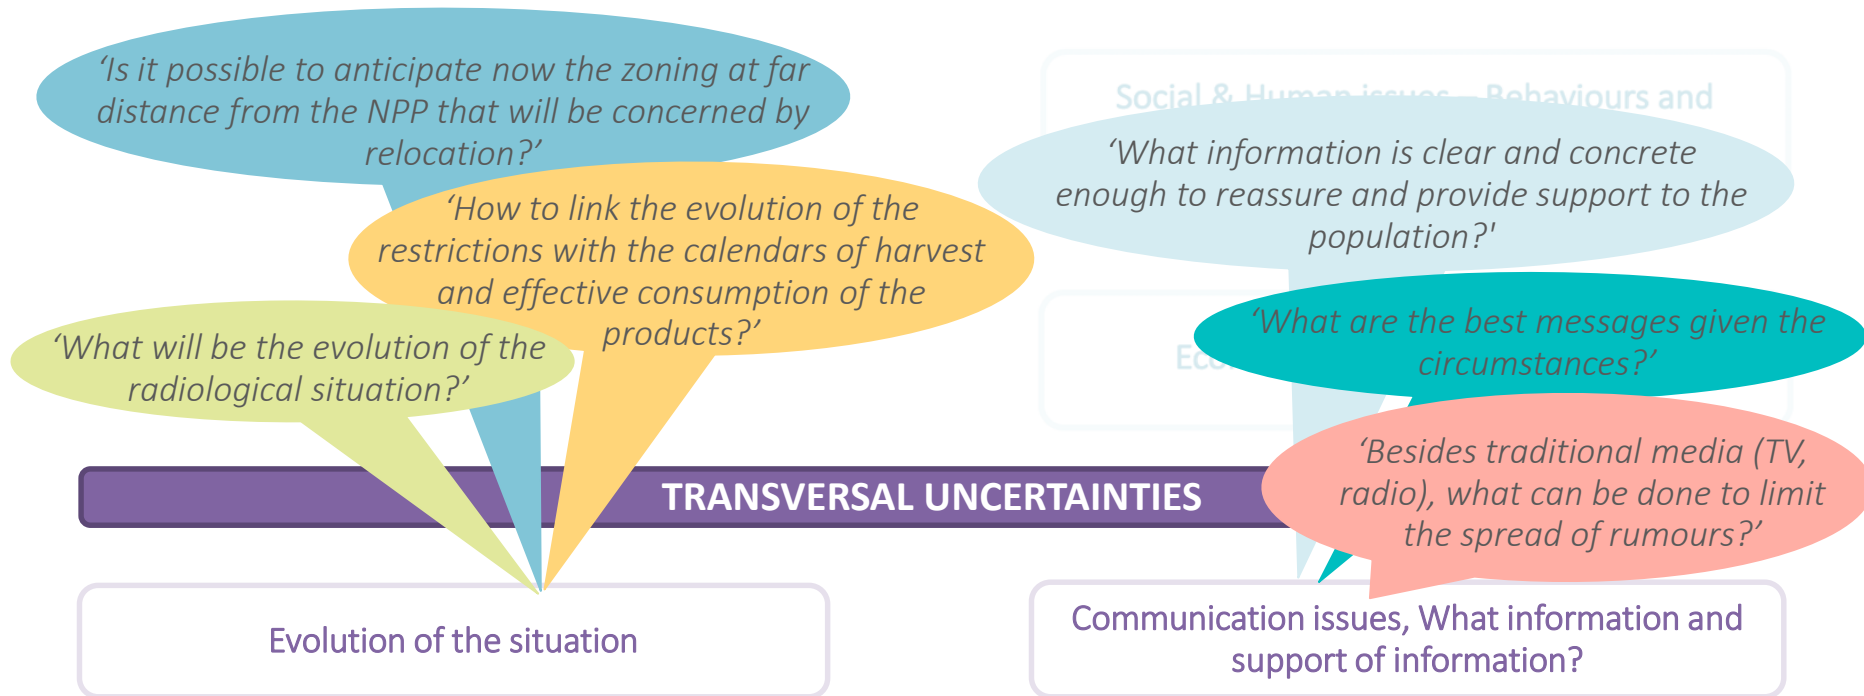 ‘Is it possible to anticipate now the zoning at far
distance from the NPP that will be concerned by
relocation?’
‘How to link the evolution of the
restrictions with the calendars of harvest
and effective consumption of the
products?’
‘What will be the evolution of the
radiological situation?’
Social & Human issues – Behaviours and
‘What information is clear and concrete
enough to reassure and provide support to the
population?'
‘What are the best messages given the
circumstances?’
‘Besides traditional media (TV,
radio), what can be done to limit
the spread of rumours?’
TRANSVERSAL UNCERTAINTIES
Evolution of the situation
Communication issues, What information and
support of information?